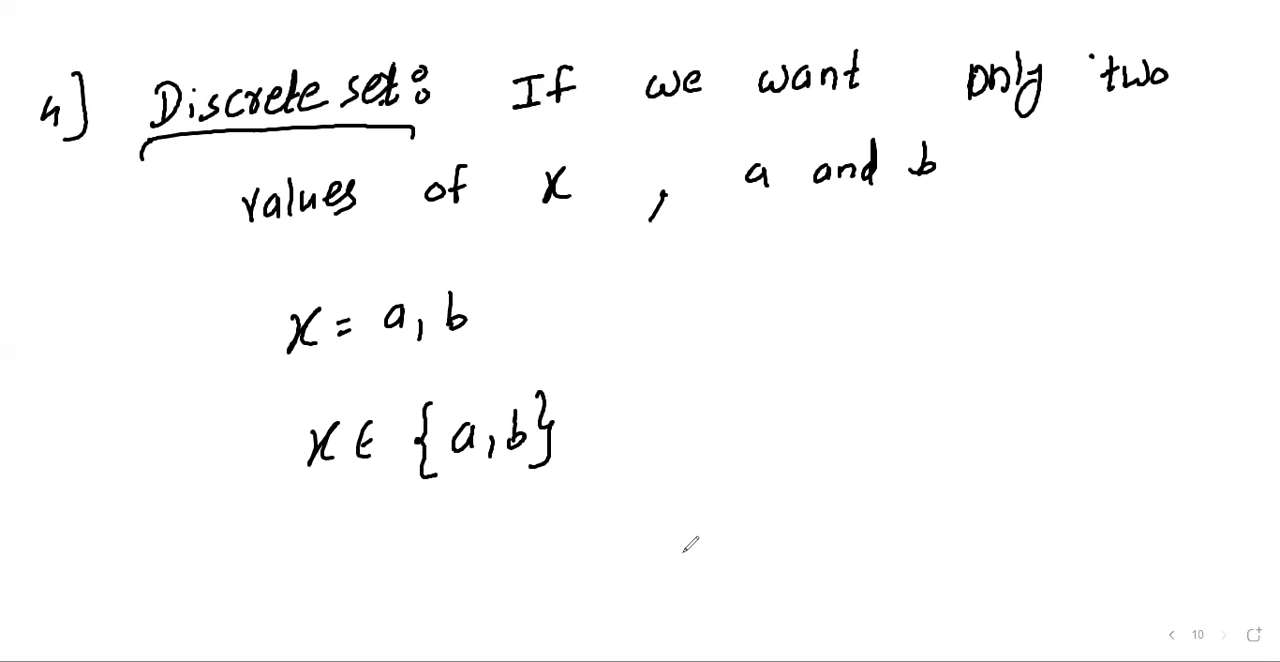 4] Discrete set: If we want only two
values of x, a and b
x = a, b
x ∈ {a, b}
10